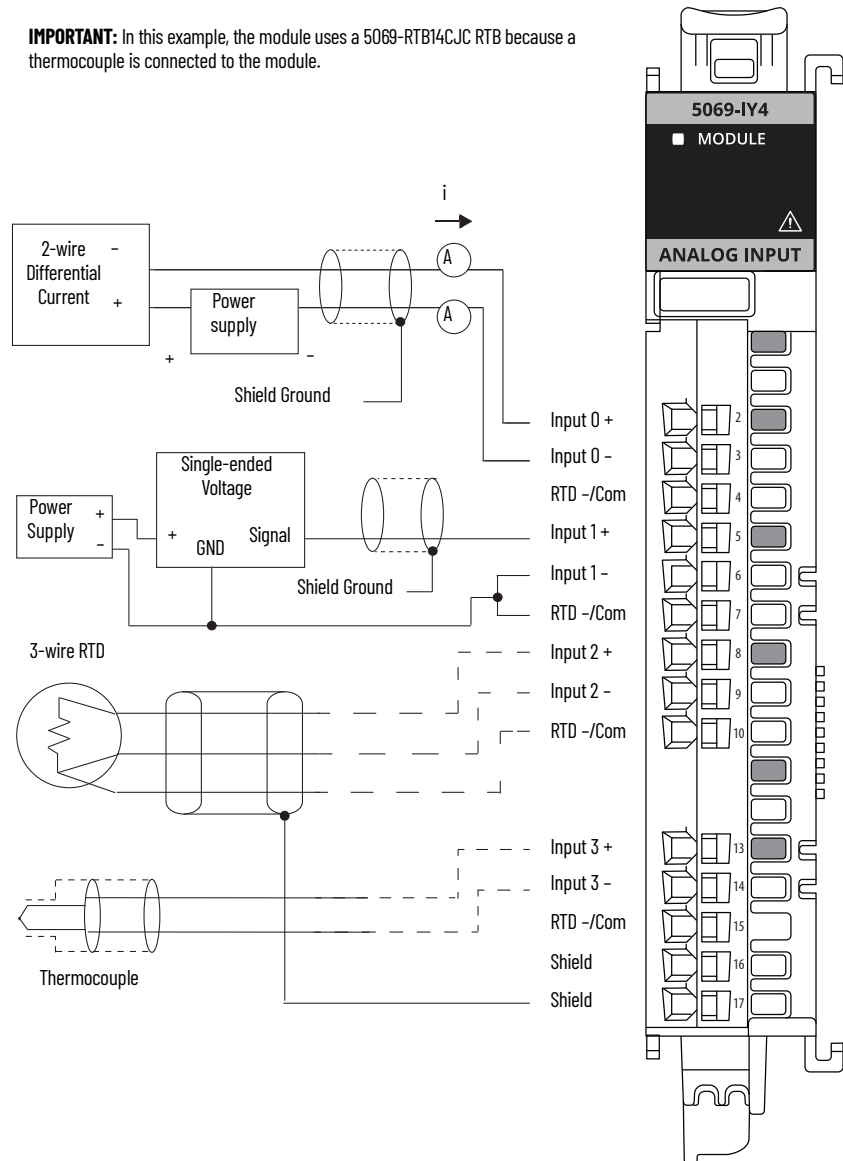 IMPORTANT: In this example, the module uses a 5069-RTB14CJC RTB because a
thermocouple is connected to the module.
5069-IY4
MODULE
ANALOG INPUT
i
A
A
2-wire
Differential
Current
–
+
Power
supply
+
–
Shield Ground
Single-ended
Voltage
+
GND
Signal
Power
Supply
+
–
Shield Ground
3-wire RTD
Thermocouple
Input 0 +
Input 0 –
RTD –/Com
Input 1 +
Input 1 –
RTD –/Com
Input 2 +
Input 2 –
RTD –/Com
Input 3 +
Input 3 –
RTD –/Com
Shield
Shield
2
3
4
5
6
7
8
9
10
13
14
15
16
17